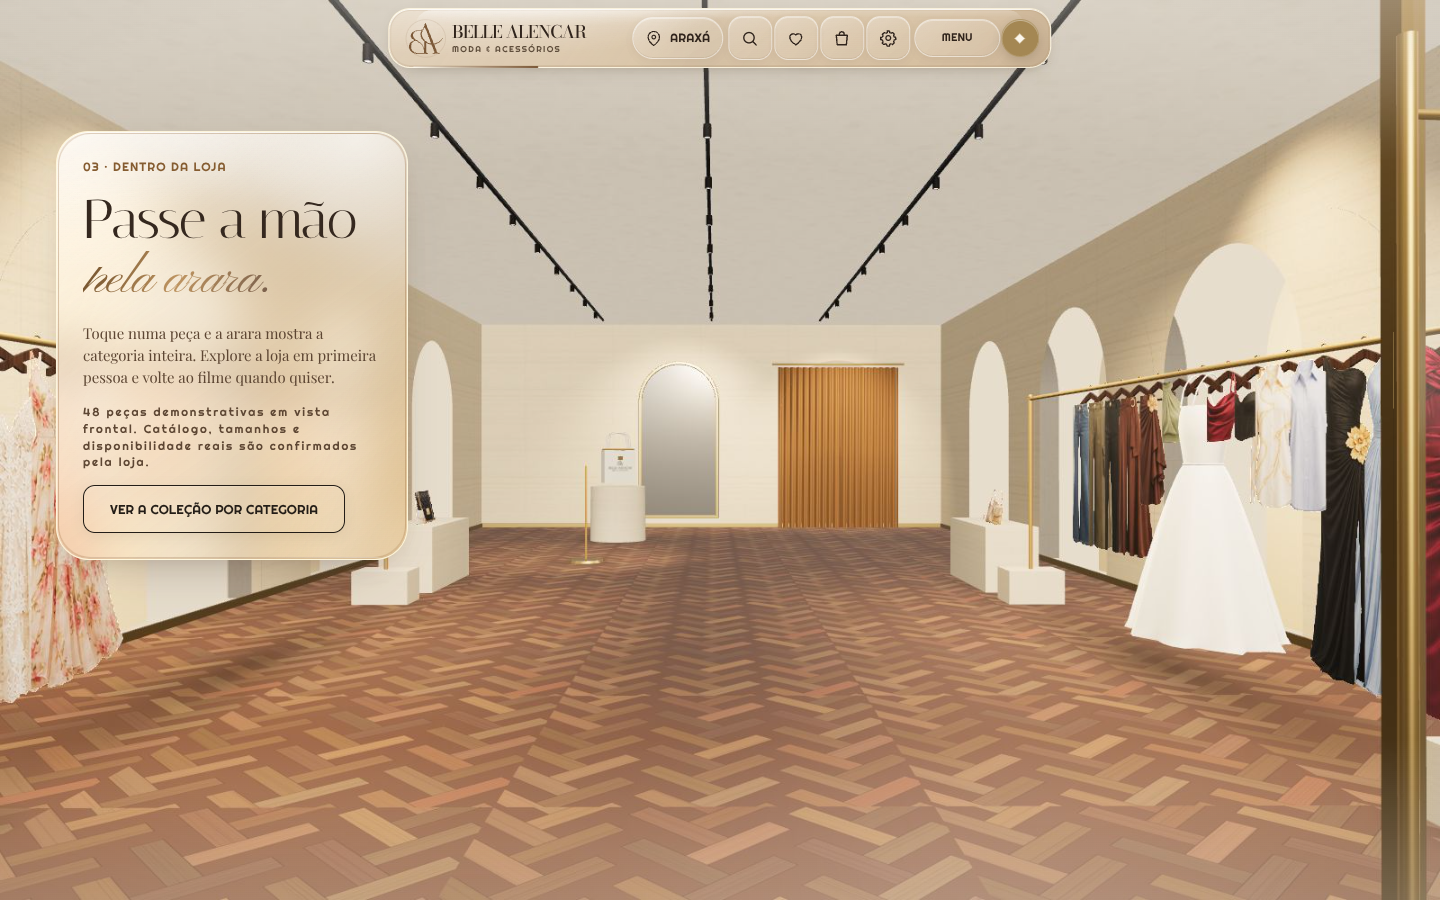 BELLE ALENCAR
MODA E ACESSÓRIOS
ARAXÁ
MENU
03 · DENTRO DA LOJA
Passe a mão
pela arara.
Toque numa peça e a arara mostra a
categoria inteira. Explore a loja em primeira
pessoa e volte ao filme quando quiser.
48 peças demonstrativas em vista
frontal. Catálogo, tamanhos e
disponibilidade reais são confirmados
pela loja.
VER A COLEÇÃO POR CATEGORIA